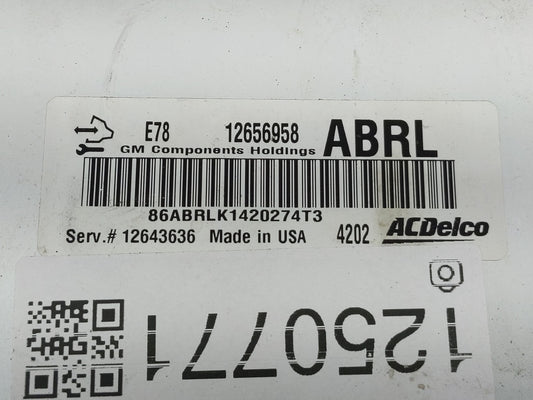 E78 12656958 ABRL
GM Components Holdings
86ABRLK1420274T3
Serv.# 12643636 Made in USA 4202 ACDelco
1250771